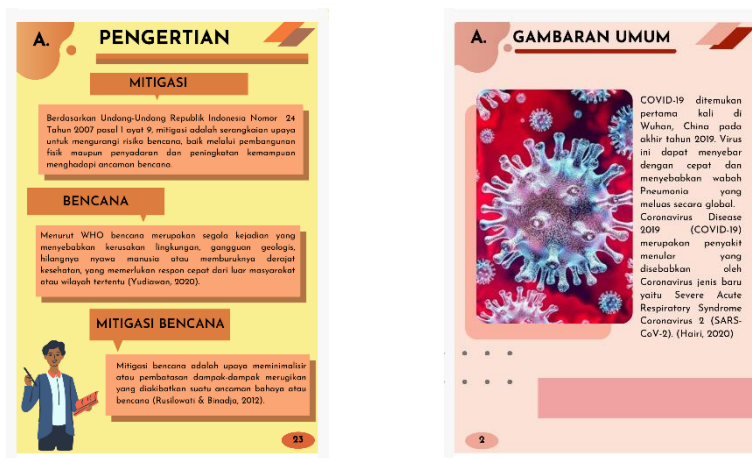 A.
PENGERTIAN
MITIGASI
Berdasarkan Undang-Undang Republik Indonesia Nomor 24
Tahun 2007 pasal 1 ayat 9, mitigasi adalah serangkaian upaya
untuk mengurangi risiko bencana, baik melalui pembangunan
fisik maupun penyadaran dan peningkatan kemampuan
menghadapi ancaman bencana.
BENCANA
Menurut WHO bencana merupakan segala kejadian yang
menyebabkan kerusakan lingkungan, gangguan geologis,
hilangnya nyawa manusia atau memburuknya derajat
kesehatan, yang memerlukan respon cepat dari luar masyarakat
atau wilayah tertentu (Yudiawan, 2020).
MITIGASI BENCANA
Mitigasi bencana adalah upaya meminimalisir
atau pembatasan dampak-dampak merugikan
yang diakibatkan suatu ancaman bahaya atau
bencana (Rusilowati & Binadja, 2012).
23
A.
GAMBARAN UMUM
COVID-19 ditemukan
pertama kali di
Wuhan, China pada
akhir tahun 2019. Virus
ini dapat menyebar
dengan cepat dan
menyebabkan wabah
Pneumonia yang
meluas secara global.
Coronavirus Disease
2019 (COVID-19)
merupakan penyakit
menular yang
disebabkan oleh
Coronavirus jenis baru
yaitu Severe Acute
Respiratory Syndrome
Coronavirus 2 (SARS-
CoV-2). (Hairi, 2020)
2